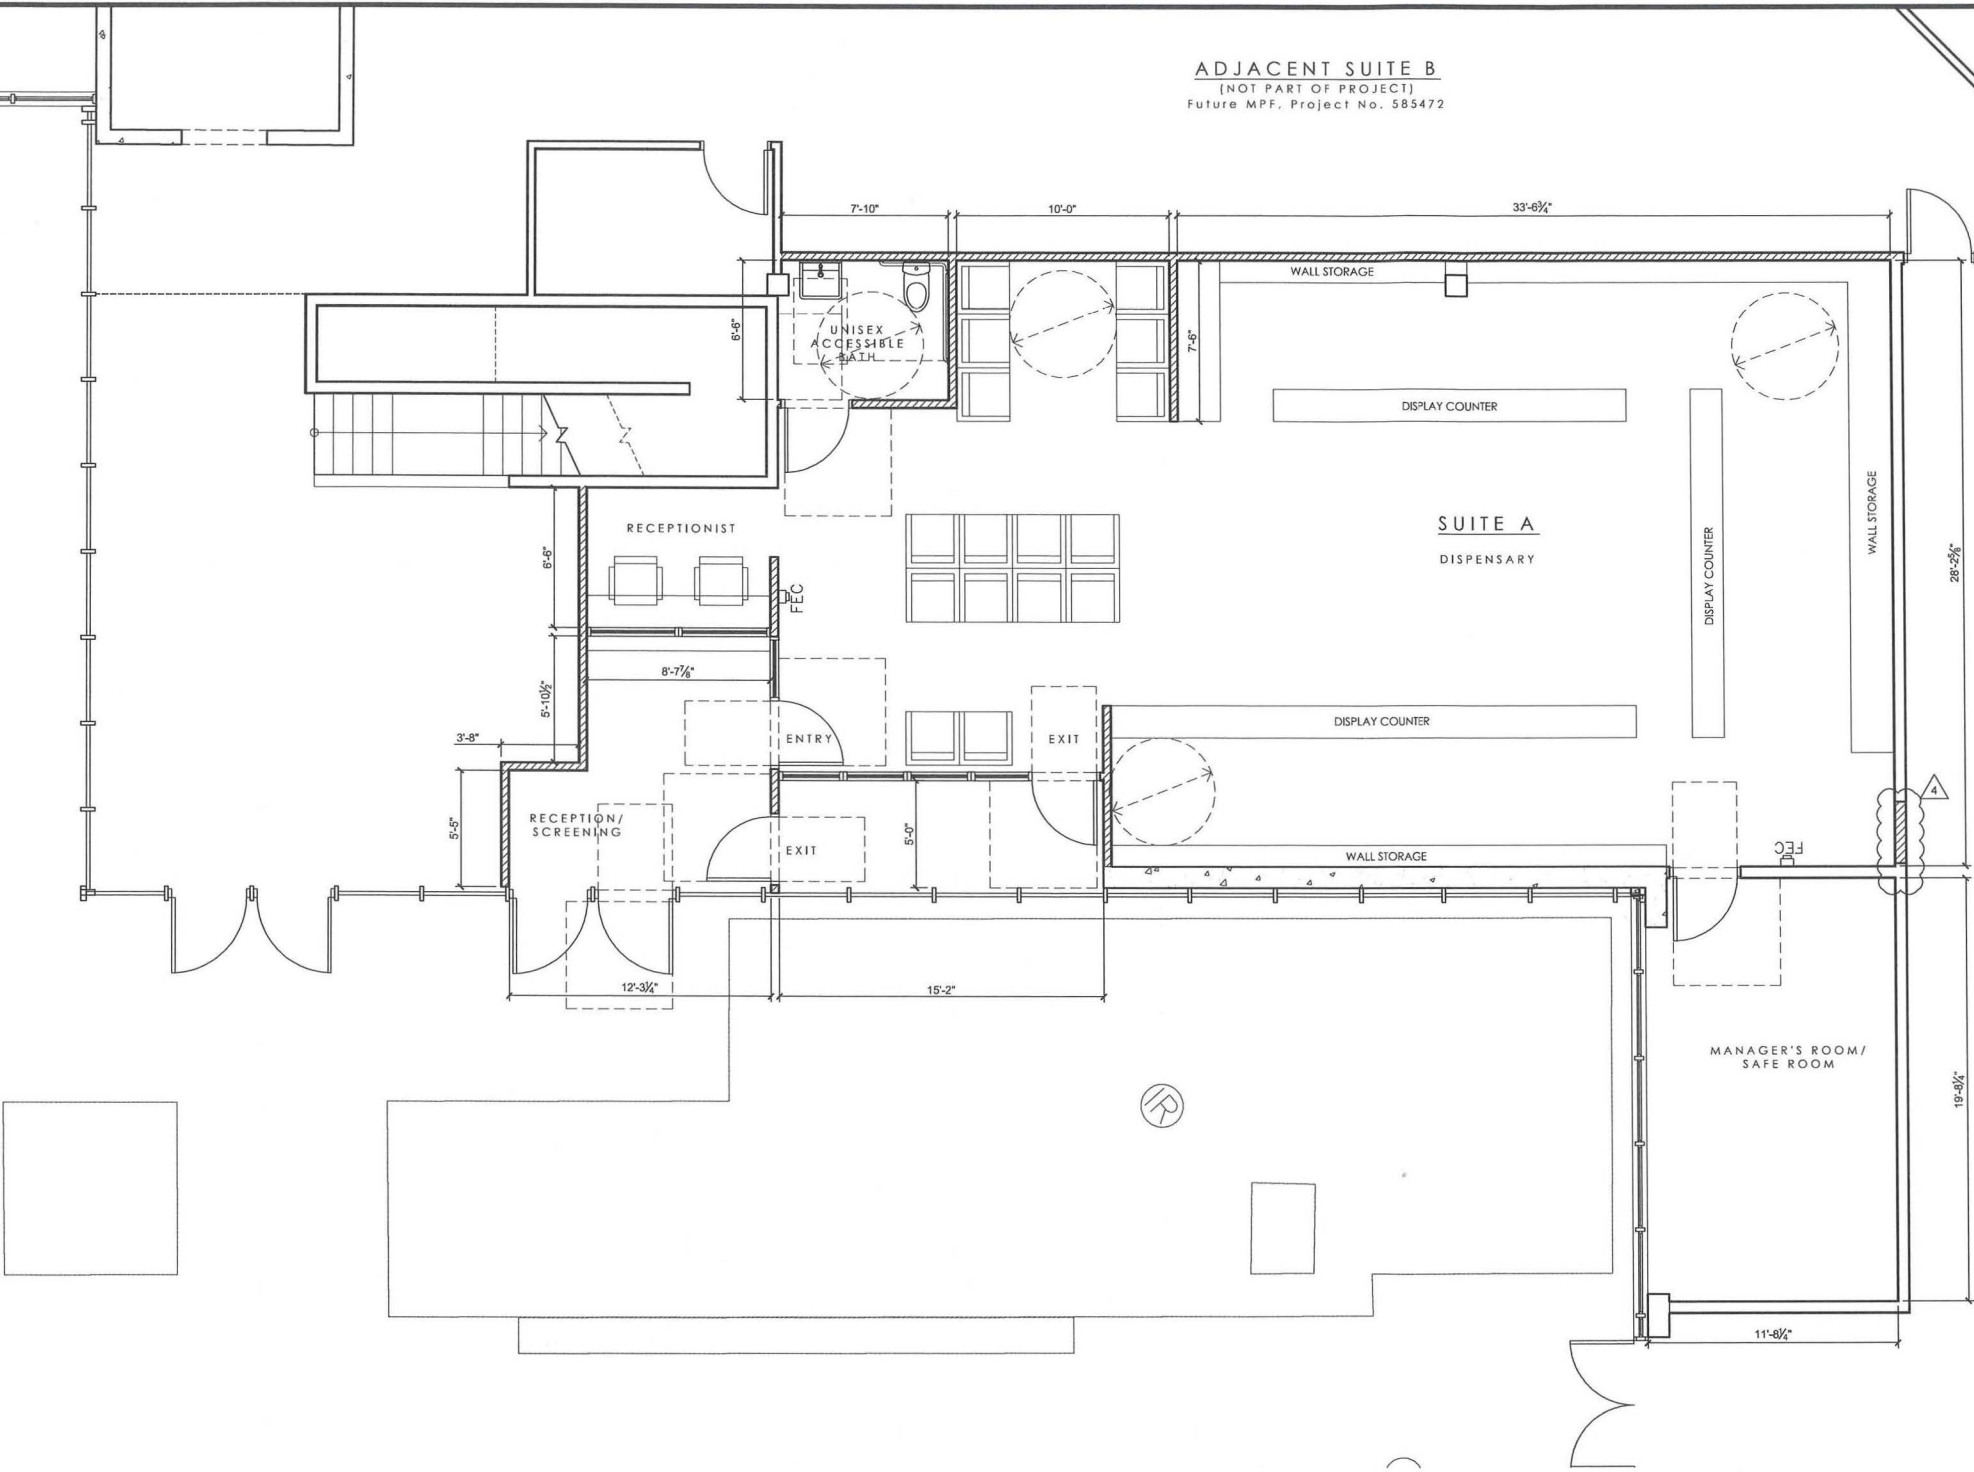 ADJACENT SUITE B
(NOT PART OF PROJECT)
Future MPF, Project No. 585472
7'-10"
10'-0"
33'-6¾"
WALL STORAGE
6'-6"
UNISEX
ACCESSIBLE
BATH
7'-6"
DISPLAY COUNTER
RECEPTIONIST
SUITE A
DISPENSARY
WALL STORAGE
DISPLAY COUNTER
28'-2⅝"
6'-6"
FEC
8'-7⅞"
5'-10½"
3'-8"
ENTRY
EXIT
DISPLAY COUNTER
4
5'-5"
RECEPTION/
SCREENING
EXIT
5'-0"
WALL STORAGE
FEC
12'-3¼"
15'-2"
MANAGER'S ROOM/
SAFE ROOM
19'-8¼"
11'-8¼"